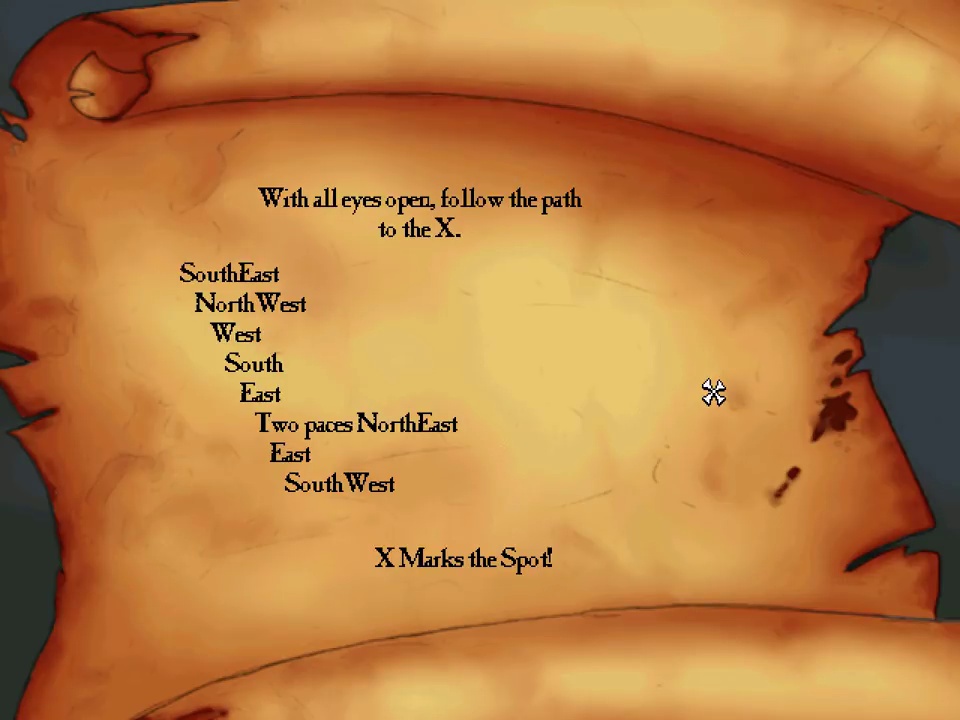 With all eyes open, follow the path
to the X.
SouthEast
NorthWest
West
South
East
Two paces NorthEast
East
SouthWest
X Marks the Spot!